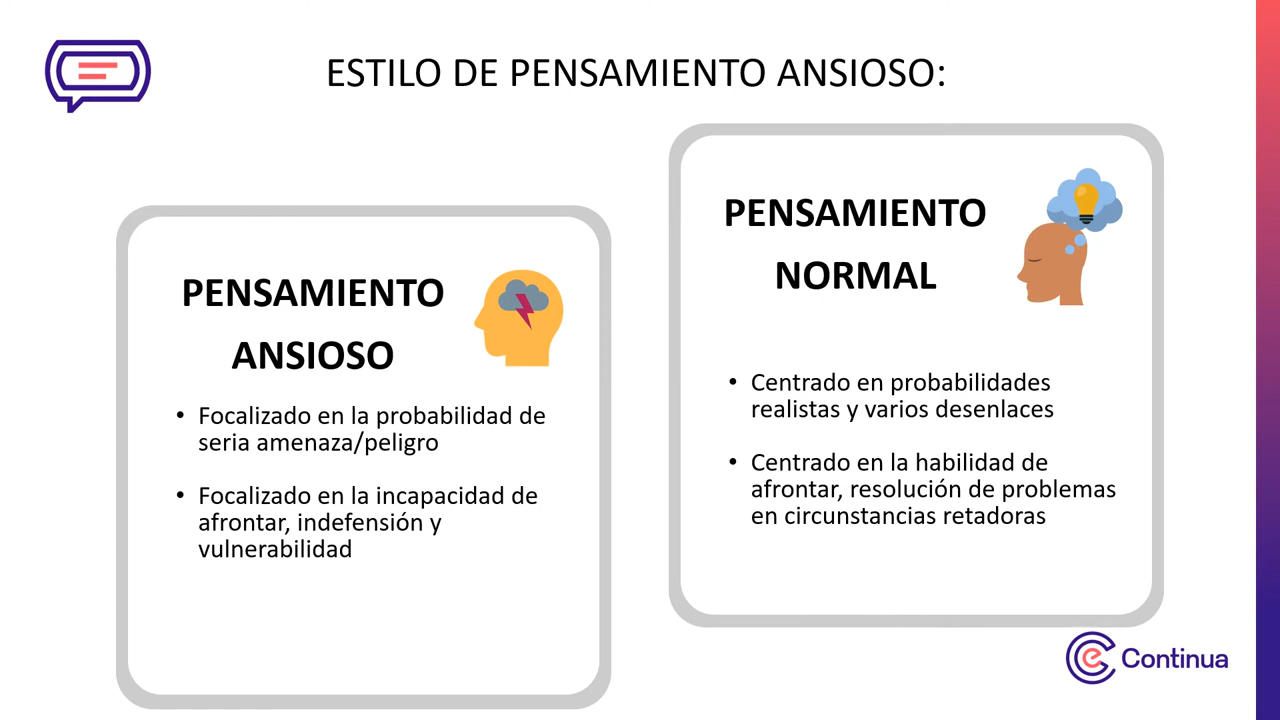 ESTILO DE PENSAMIENTO ANSIOSO:
PENSAMIENTO
ANSIOSO
• Focalizado en la probabilidad de
seria amenaza/peligro
• Focalizado en la incapacidad de
afrontar, indefensión y
vulnerabilidad
PENSAMIENTO
NORMAL
• Centrado en probabilidades
realistas y varios desenlaces
• Centrado en la habilidad de
afrontar, resolución de problemas
en circunstancias retadoras
e Continua